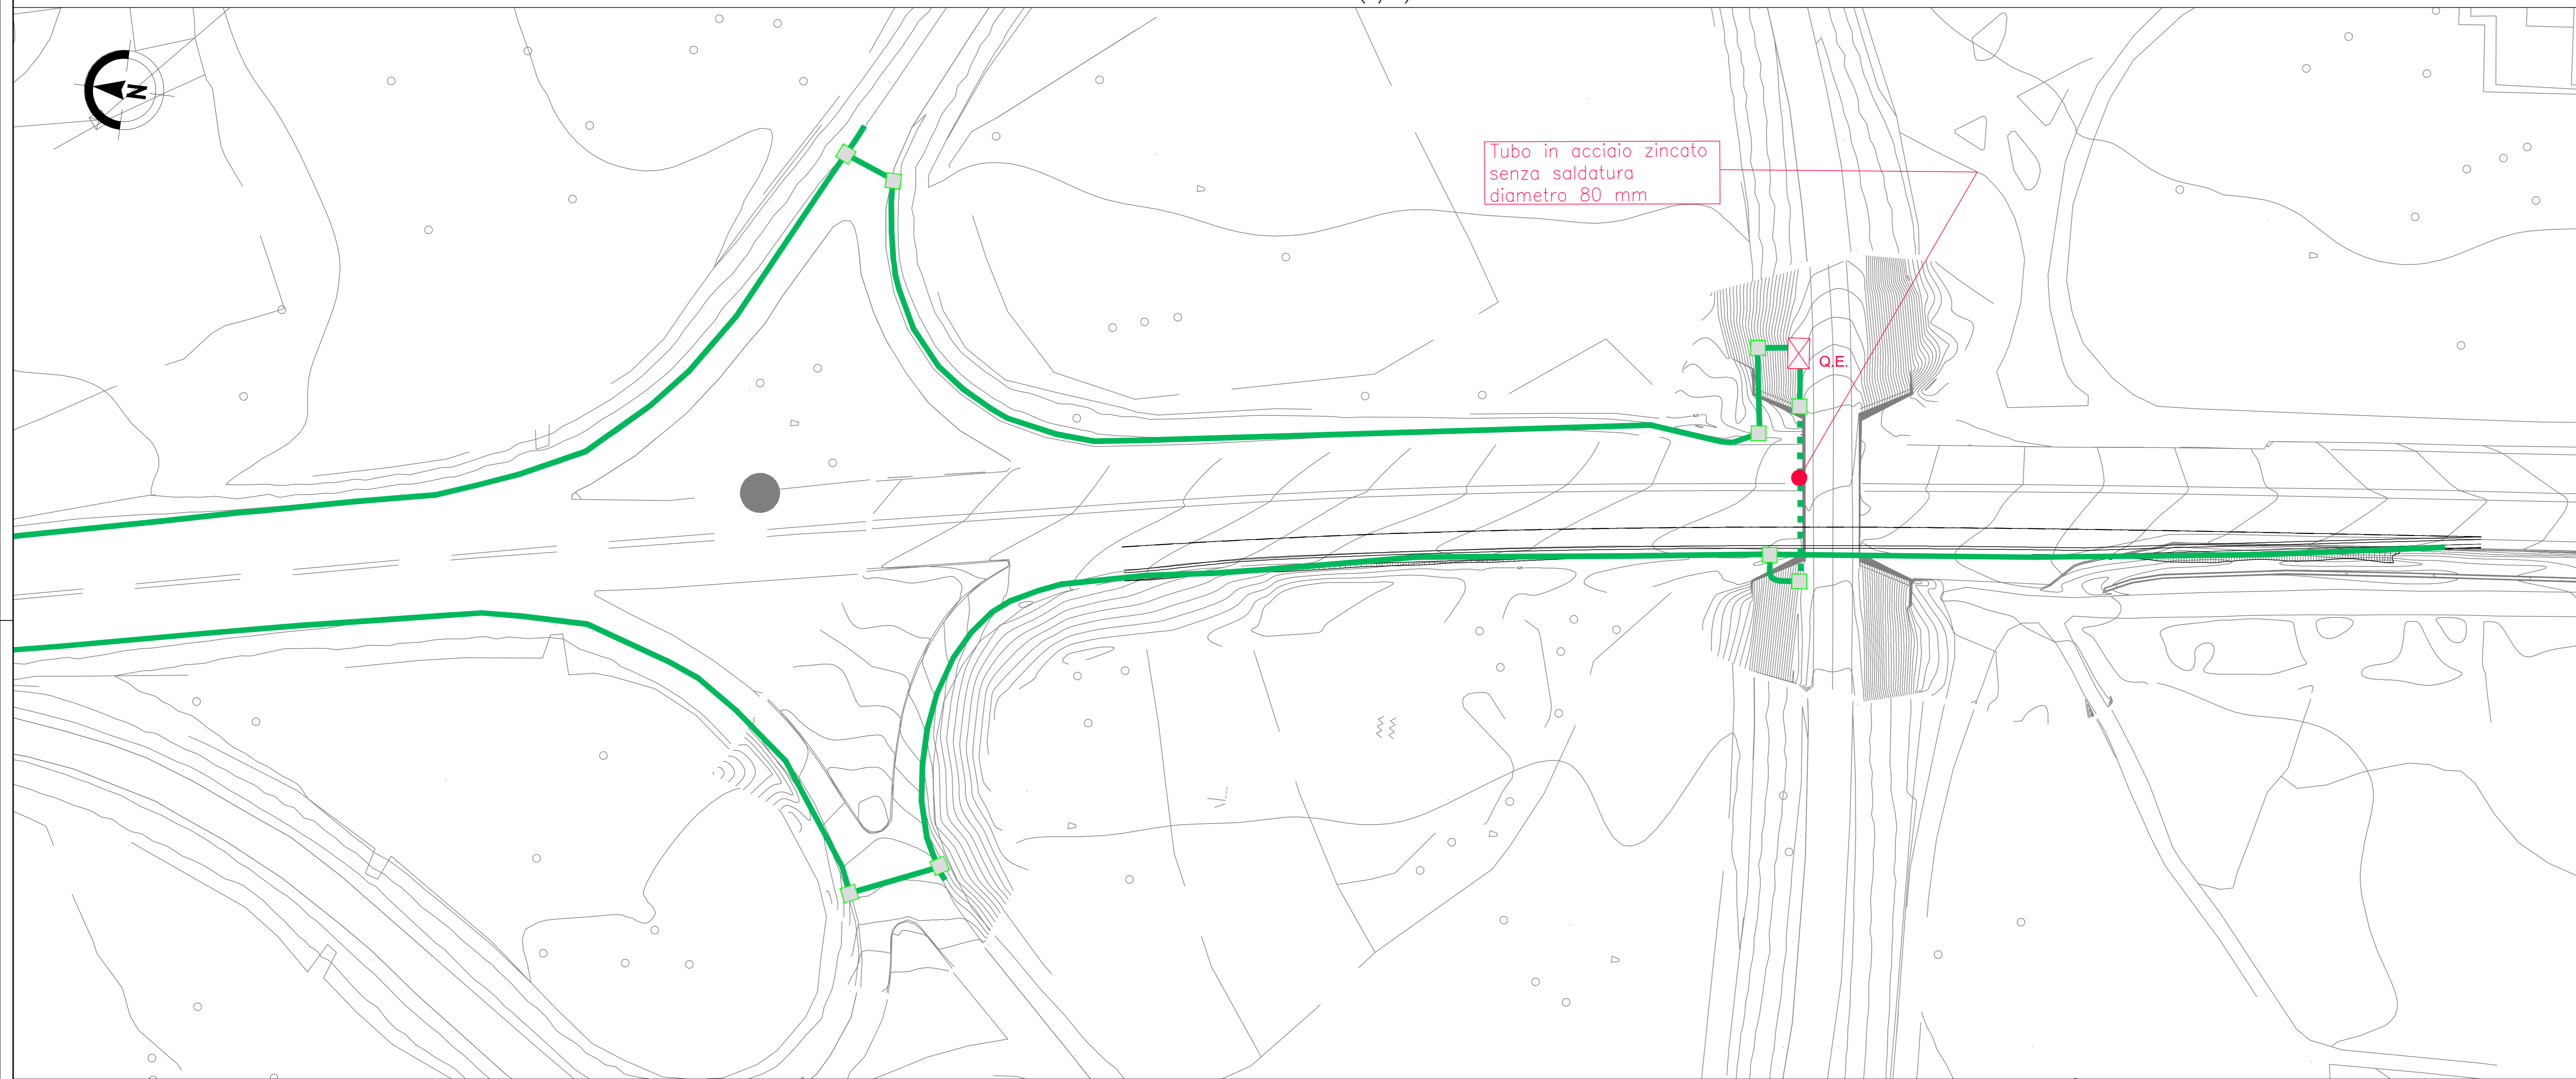 N
Tubo in acciaio zincato
senza saldatura
diametro 80 mm
Q.E.